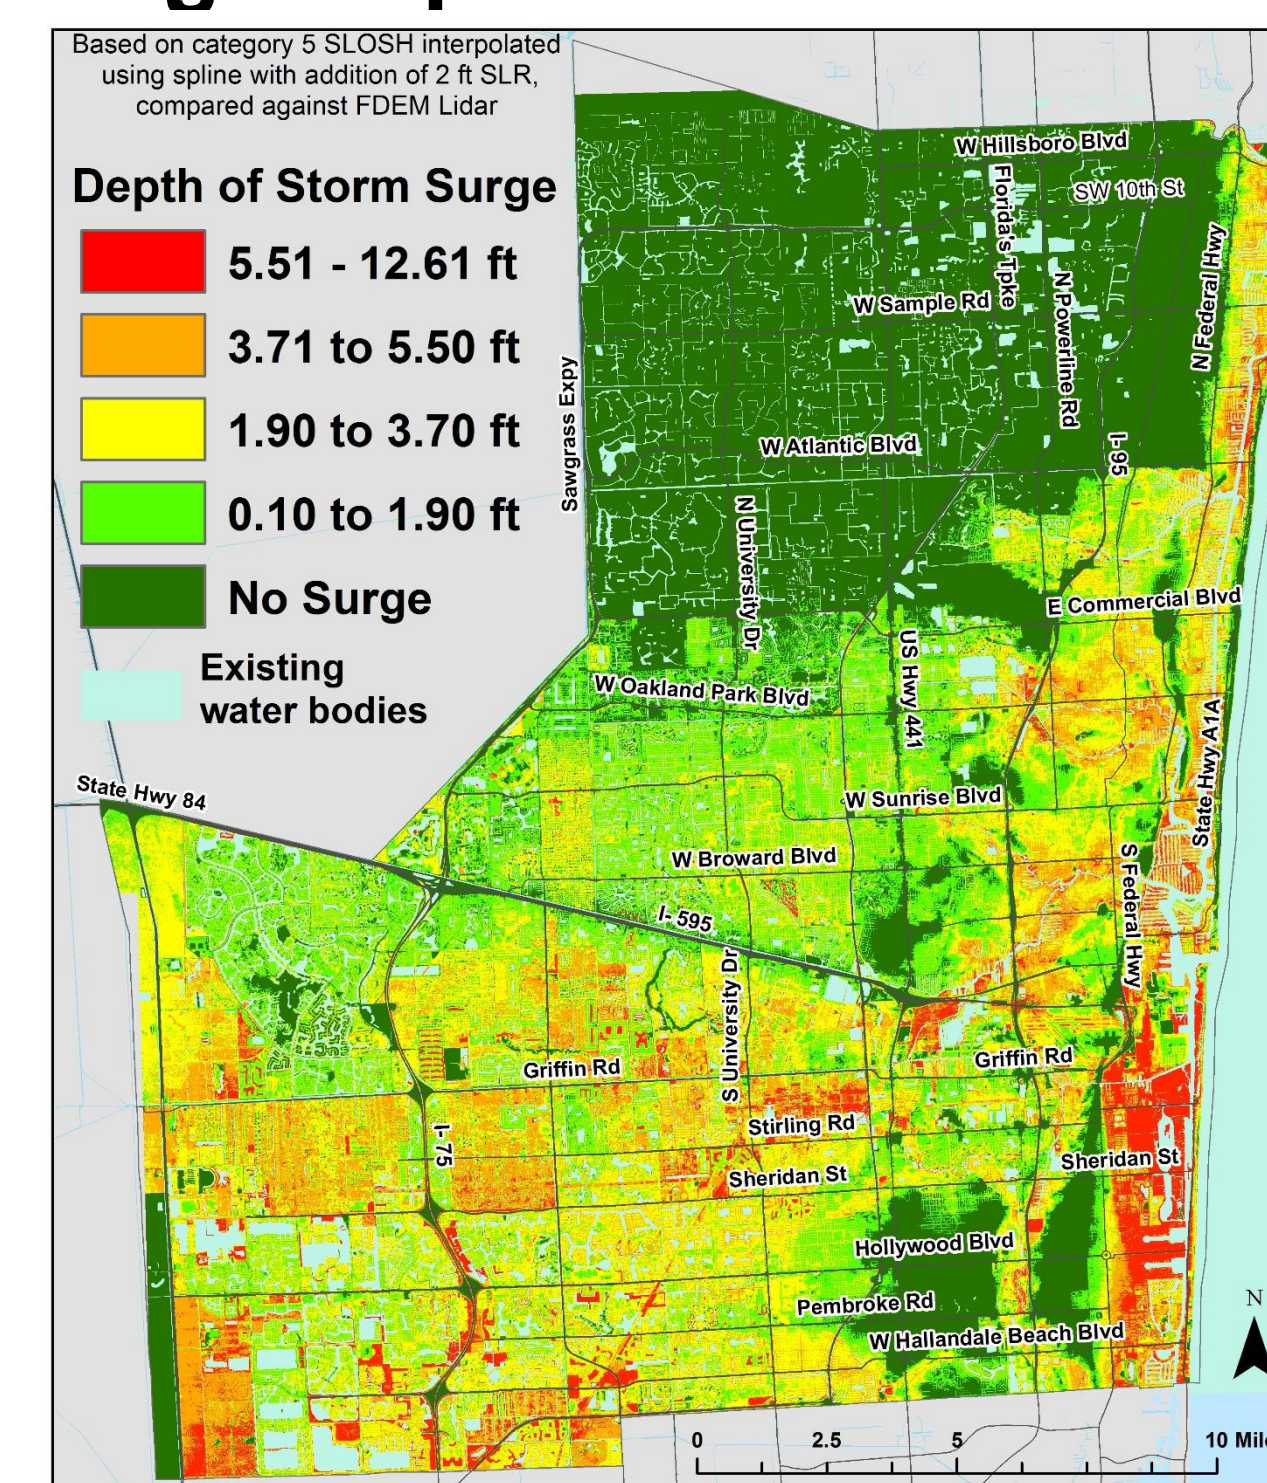 Based on category 5 SLOSH interpolated
using spline with addition of 2 ft SLR,
compared against FDEM Lidar
Depth of Storm Surge
5.51 - 12.61 ft
3.71 to 5.50 ft
1.90 to 3.70 ft
0.10 to 1.90 ft
No Surge
Existing
water bodies
W Hillsboro Blvd
SW 10th St
Florida's Tpke
N Federal Hwy
W Sample Rd
N Powerline Rd
Sawgrass Expy
W Atlantic Blvd
I-95
N University Dr
E Commercial Blvd
US Hwy 441
W Oakland Park Blvd
State Hwy A1A
State Hwy 84
W Sunrise Blvd
W Broward Blvd
S Federal Hwy
I- 595
S University Dr
Griffin Rd
Griffin Rd
I- 75
Stirling Rd
Sheridan St
Sheridan St
Hollywood Blvd
Pembroke Rd
W Hallandale Beach Blvd
N
0 2.5 5 10